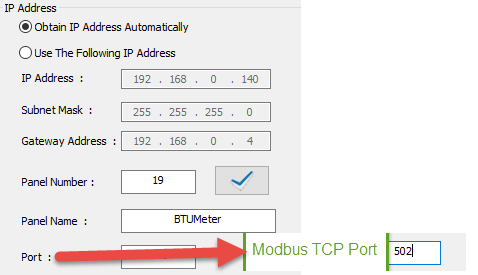 IP Address
Obtain IP Address Automatically
Use The Following IP Address
IP Address : 192 . 168 . 0 . 140
Subnet Mask : 255 . 255 . 255 . 0
Gateway Address : 192 . 168 . 0 . 4
Panel Number : 19
Panel Name : BTUMeter
Port : Modbus TCP Port 502